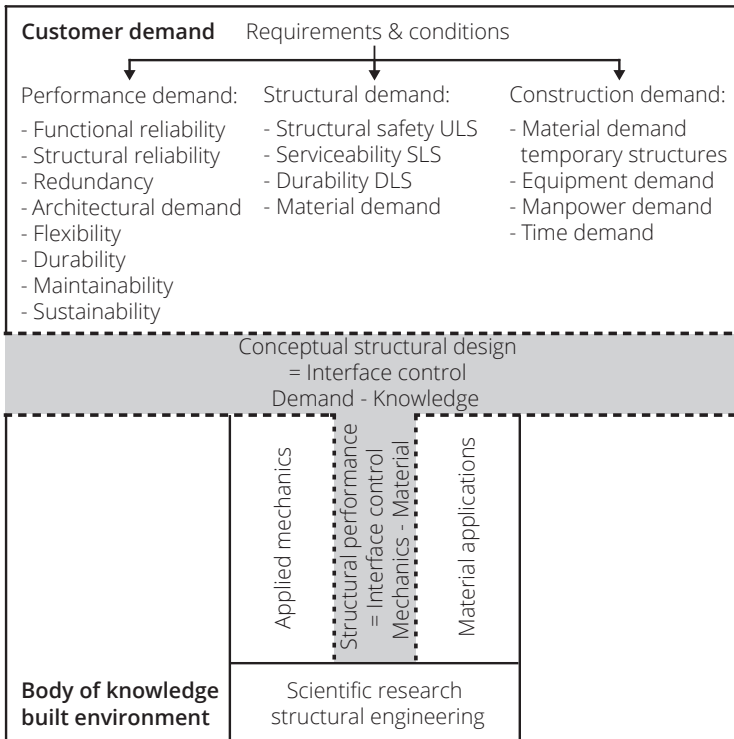 Customer demand Requirements & conditions
Performance demand:
- Functional reliability
- Structural reliability
- Redundancy
- Architectural demand
- Flexibility
- Durability
- Maintainability
- Sustainability
Structural demand:
- Structural safety ULS
- Serviceability SLS
- Durability DLS
- Material demand
Construction demand:
- Material demand
temporary structures
- Equipment demand
- Manpower demand
- Time demand
Conceptual structural design
= Interface control
Demand - Knowledge
Applied mechanics
Structural performance
= Interface control
Mechanics - Material
Material applications
Body of knowledge
built environment
Scientific research
structural engineering